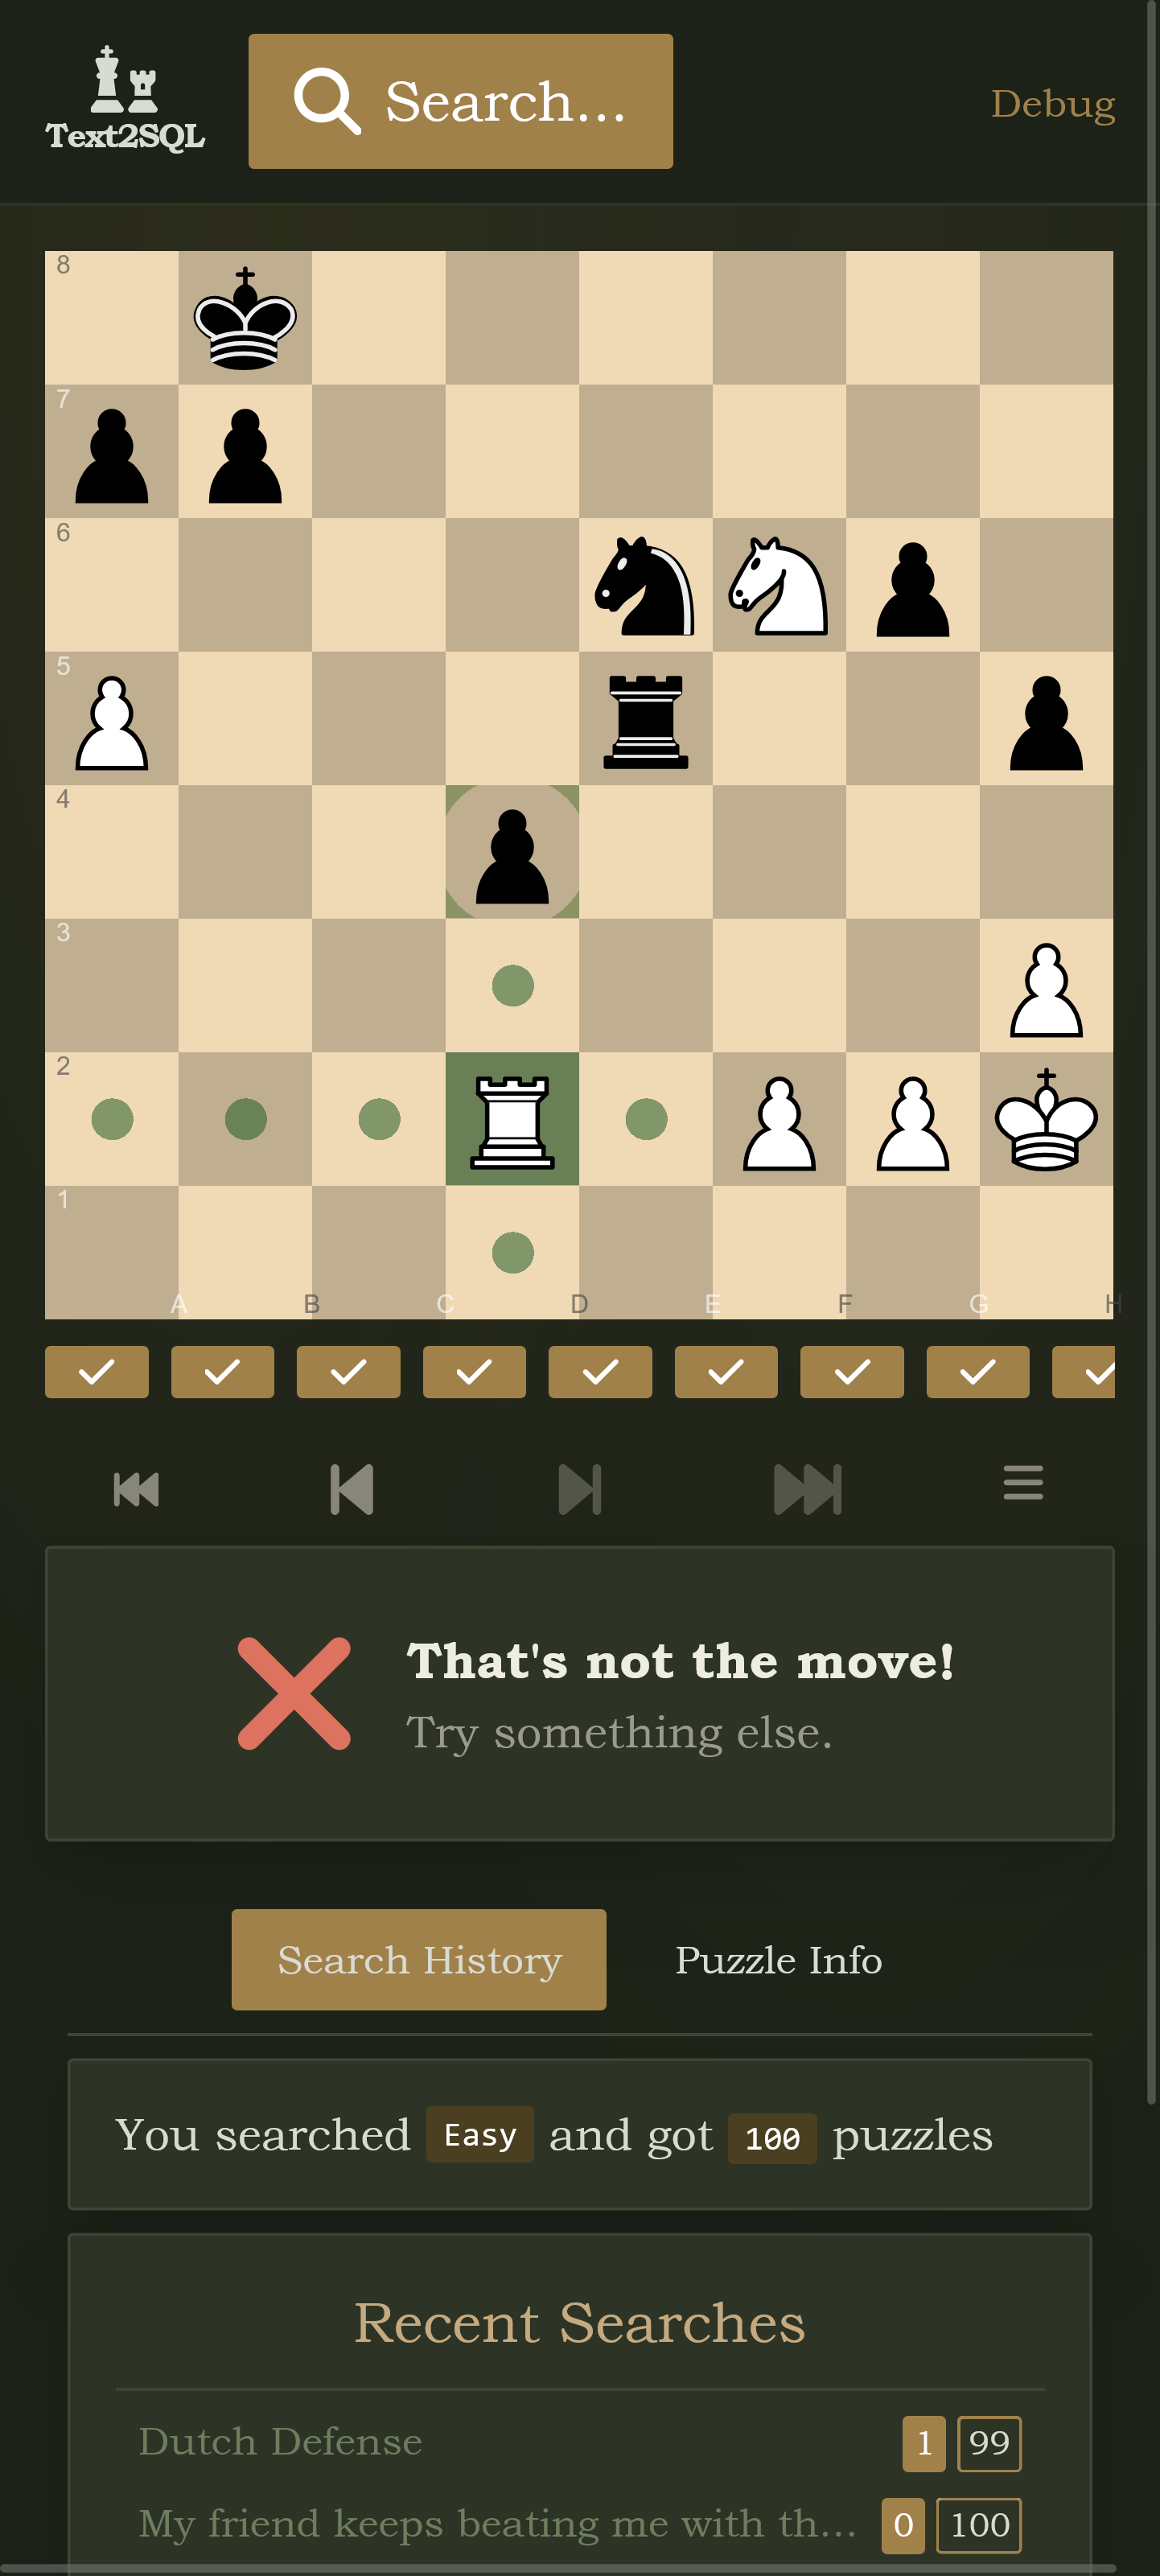 Text2SQL
Search...
Debug
8
7
6
5
4
3
2
1
A B C D E F G H
That's not the move!
Try something else.
Search History
Puzzle Info
You searched Easy and got 100 puzzles
Recent Searches
Dutch Defense 1 99
My friend keeps beating me with th... 0 100